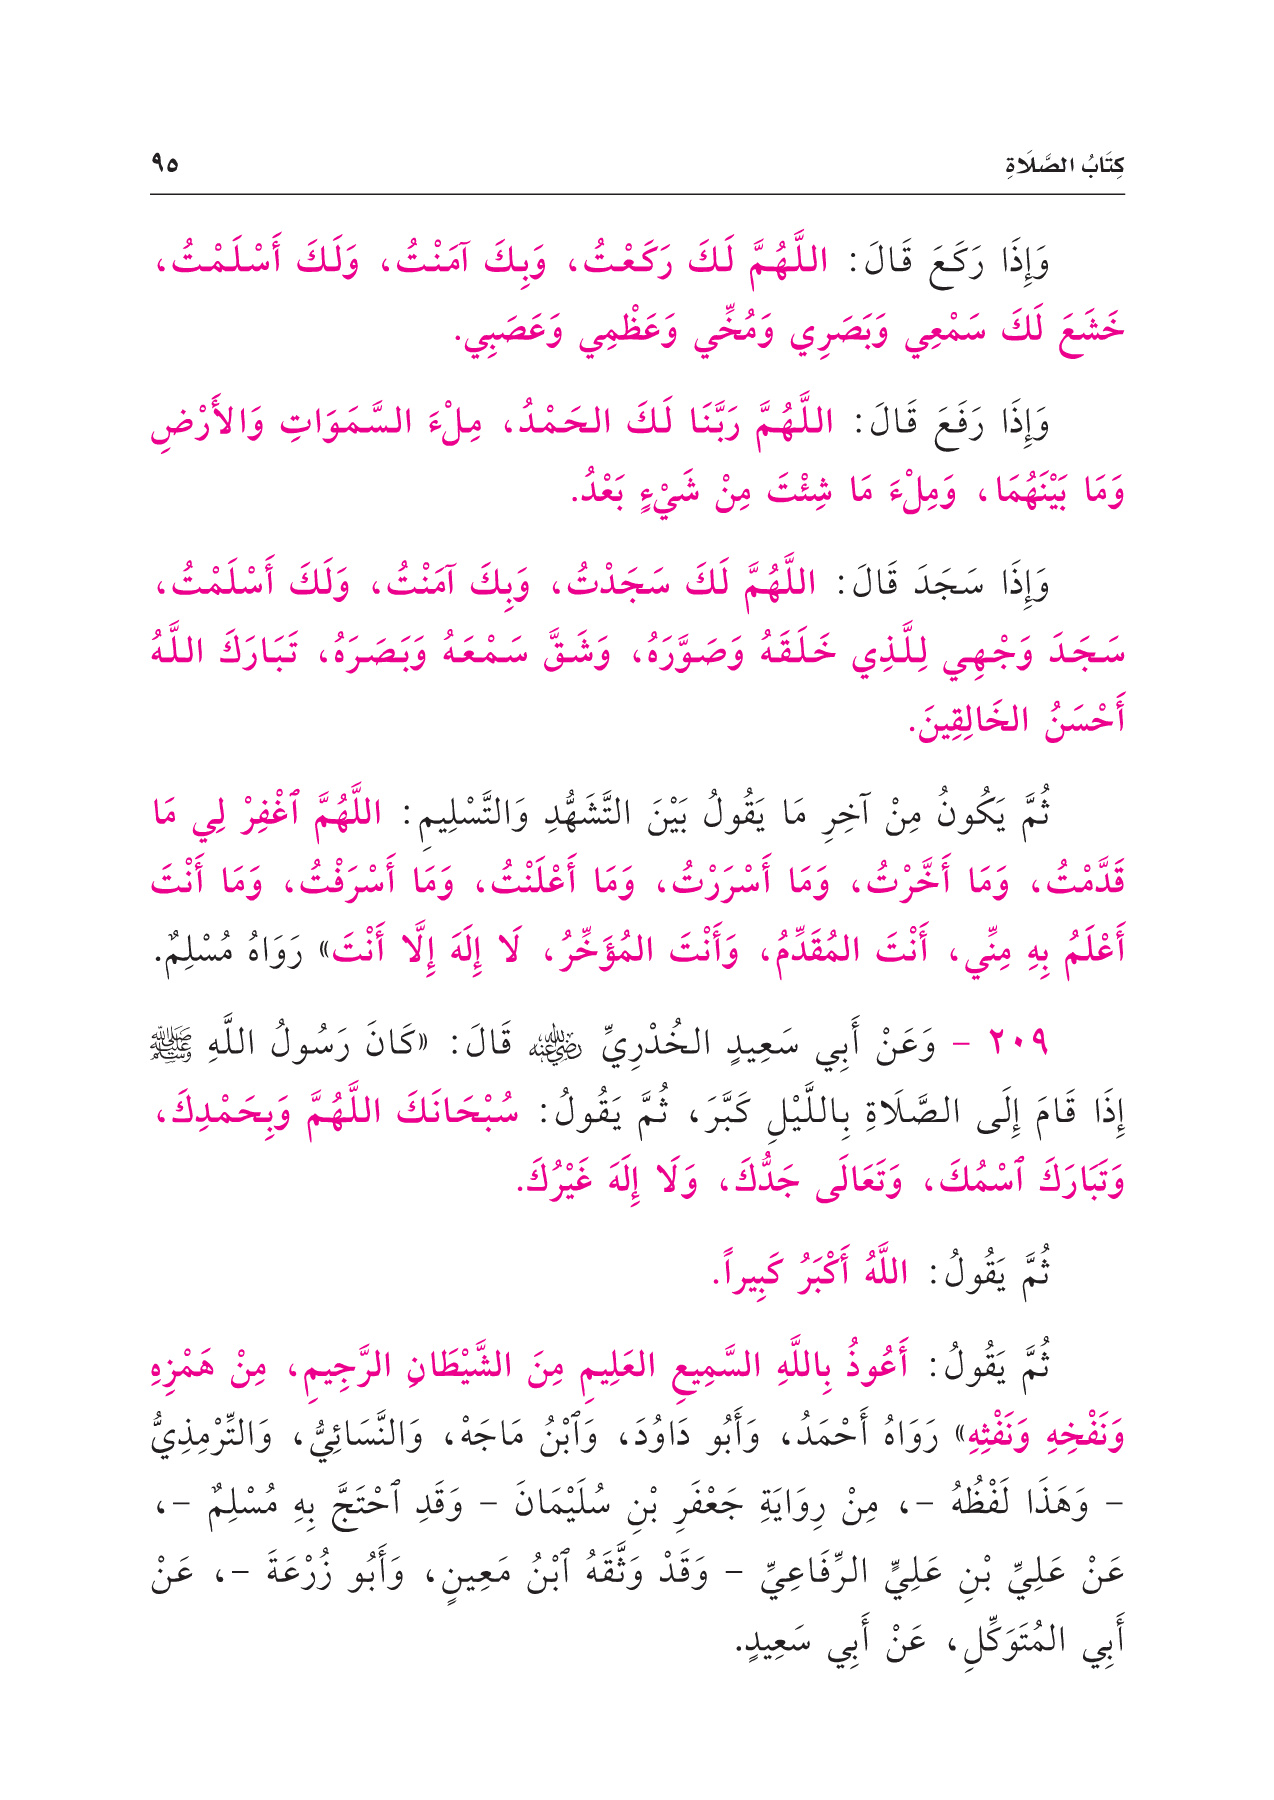 كِتَابُ الصَّلَاةِ ٩٥
وَإِذَا رَكَعَ قَالَ: اللَّهُمَّ لَكَ رَكَعْتُ، وَبِكَ آمَنْتُ، وَلَكَ أَسْلَمْتُ،
خَشَعَ لَكَ سَمْعِي وَبَصَرِي وَمُخِّي وَعَظْمِي وَعَصَبِي.
وَإِذَا رَفَعَ قَالَ: اللَّهُمَّ رَبَّنَا لَكَ الحَمْدُ، مِلْءَ السَّمَوَاتِ وَالأَرْضِ
وَمَا بَيْنَهُمَا، وَمِلْءَ مَا شِئْتَ مِنْ شَيْءٍ بَعْدُ.
وَإِذَا سَجَدَ قَالَ: اللَّهُمَّ لَكَ سَجَدْتُ، وَبِكَ آمَنْتُ، وَلَكَ أَسْلَمْتُ،
سَجَدَ وَجْهِي لِلَّذِي خَلَقَهُ وَصَوَّرَهُ، وَشَقَّ سَمْعَهُ وَبَصَرَهُ، تَبَارَكَ اللَّهُ
أَحْسَنُ الخَالِقِينَ.
ثُمَّ يَكُونُ مِنْ آخِرِ مَا يَقُولُ بَيْنَ التَّشَهُّدِ وَالتَّسْلِيمِ: اللَّهُمَّ ٱغْفِرْ لِي مَا
قَدَّمْتُ، وَمَا أَخَّرْتُ، وَمَا أَسْرَرْتُ، وَمَا أَعْلَنْتُ، وَمَا أَسْرَفْتُ، وَمَا أَنْتَ
أَعْلَمُ بِهِ مِنِّي، أَنْتَ المُقَدِّمُ، وَأَنْتَ المُؤَخِّرُ، لَا إِلَهَ إِلَّا أَنْتَ» رَوَاهُ مُسْلِمٌ.
٢٠٩ - وَعَنْ أَبِي سَعِيدٍ الخُدْرِيِّ رضي الله عنه قَالَ: «كَانَ رَسُولُ اللَّهِ ﷺ
إِذَا قَامَ إِلَى الصَّلَاةِ بِاللَّيْلِ كَبَّرَ، ثُمَّ يَقُولُ: سُبْحَانَكَ اللَّهُمَّ وَبِحَمْدِكَ،
وَتَبَارَكَ ٱسْمُكَ، وَتَعَالَى جَدُّكَ، وَلَا إِلَهَ غَيْرُكَ.
ثُمَّ يَقُولُ: اللَّهُ أَكْبَرُ كَبِيراً.
ثُمَّ يَقُولُ: أَعُوذُ بِاللَّهِ السَّمِيعِ العَلِيمِ مِنَ الشَّيْطَانِ الرَّجِيمِ، مِنْ هَمْزِهِ
وَنَفْخِهِ وَنَفْثِهِ» رَوَاهُ أَحْمَدُ، وَأَبُو دَاوُدَ، وَٱبْنُ مَاجَهْ، وَالنَّسَائِيُّ، وَالتِّرْمِذِيُّ
- وَهَذَا لَفْظُهُ -، مِنْ رِوَايَةِ جَعْفَرِ بْنِ سُلَيْمَانَ - وَقَدِ ٱحْتَجَّ بِهِ مُسْلِمٌ -،
عَنْ عَلِيِّ بْنِ عَلِيٍّ الرِّفَاعِيِّ - وَقَدْ وَثَّقَهُ ٱبْنُ مَعِينٍ، وَأَبُو زُرْعَةَ -، عَنْ
أَبِي المُتَوَكِّلِ، عَنْ أَبِي سَعِيدٍ.